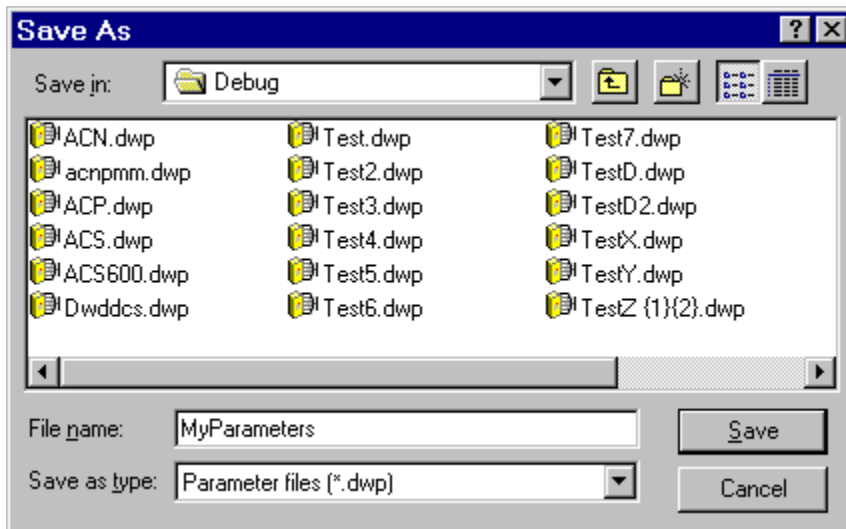 Save As
Save in: Debug
ACN.dwp Test.dwp Test7.dwp
acnpmm.dwp Test2.dwp TestD.dwp
ACP.dwp Test3.dwp TestD2.dwp
ACS.dwp Test4.dwp TestX.dwp
ACS600.dwp Test5.dwp TestY.dwp
Dwddcs.dwp Test6.dwp TestZ {1}{2}.dwp
File name: MyParameters Save
Save as type: Parameter files (*.dwp) Cancel